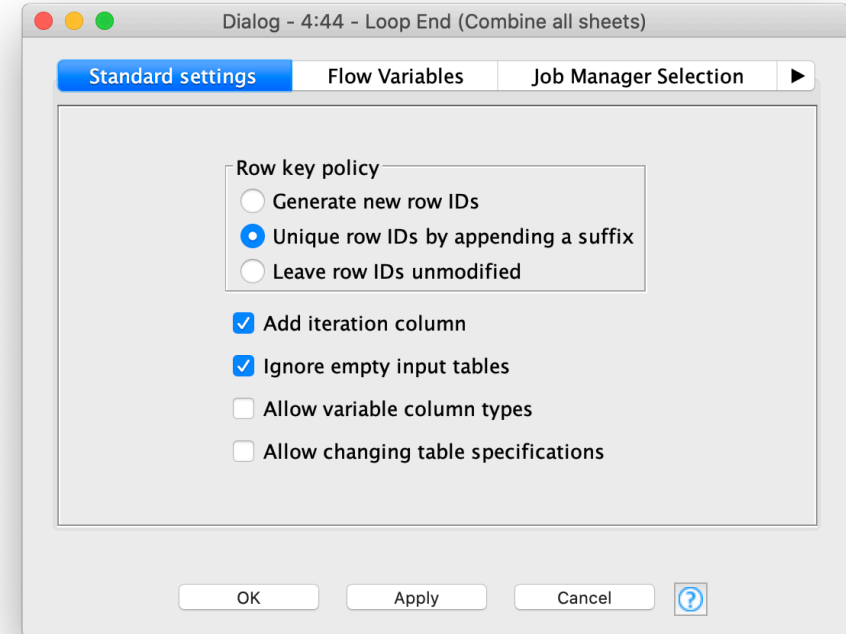 Dialog - 4:44 - Loop End (Combine all sheets)
Standard settings Flow Variables Job Manager Selection
Row key policy
Generate new row IDs
Unique row IDs by appending a suffix
Leave row IDs unmodified
Add iteration column
Ignore empty input tables
Allow variable column types
Allow changing table specifications
OK Apply Cancel ?